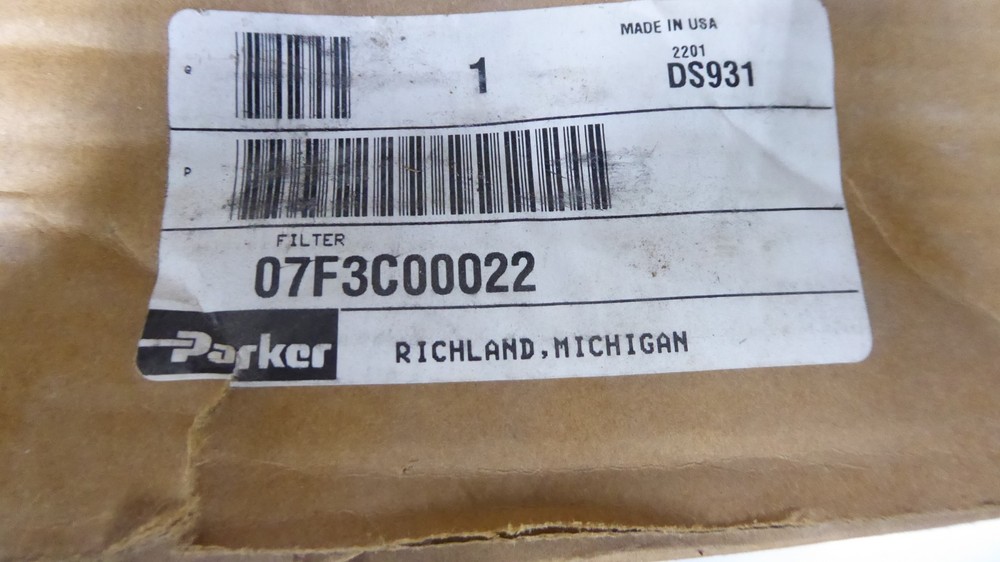 MADE IN USA
Q
1
2201
DS931
P
FILTER
07F3C00022
Parker
RICHLAND,MICHIGAN